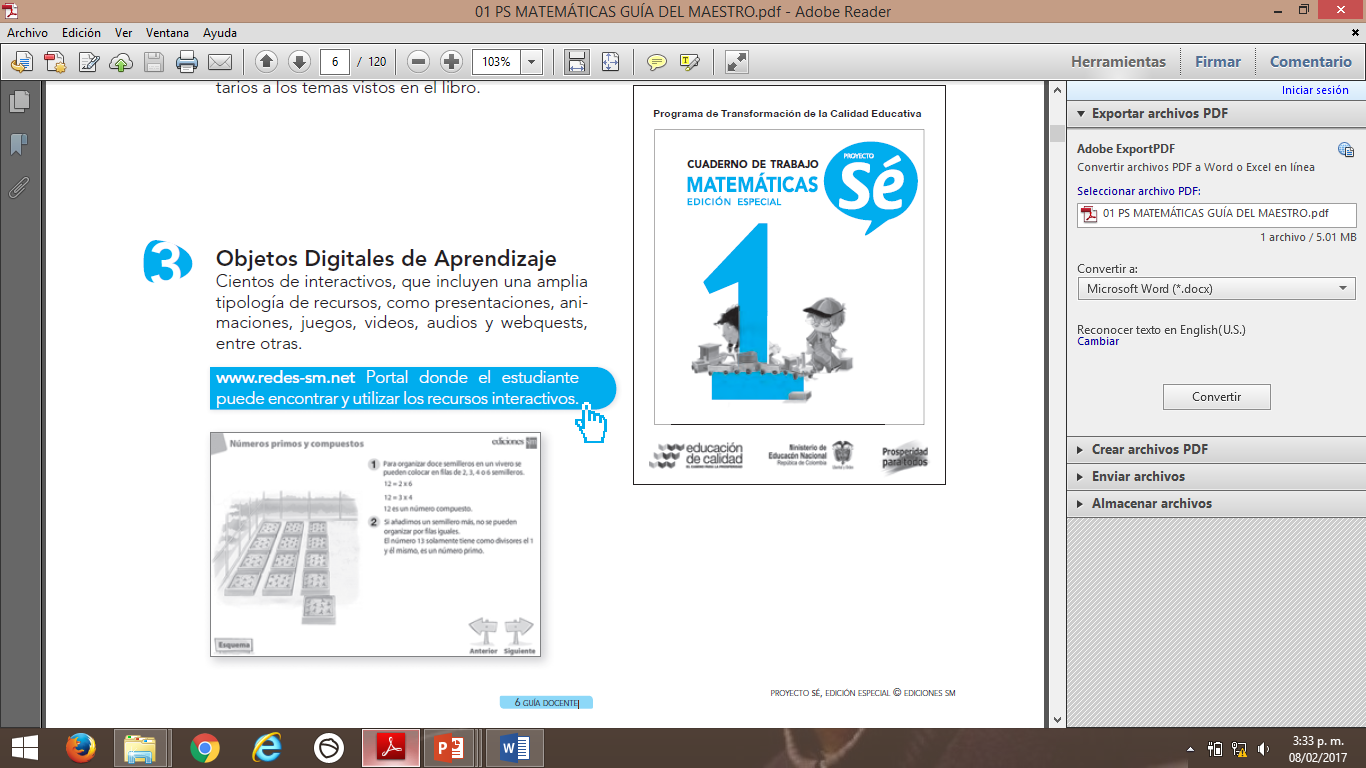 01 PS MATEMÁTICAS GUÍA DEL MAESTRO.pdf - Adobe Reader
Archivo Edición Ver Ventana Ayuda
6 / 120 103% Herramientas Firmar Comentario
tarios a los temas vistos en el libro.
3 Objetos Digitales de Aprendizaje
Cientos de interactivos, que incluyen una amplia
tipología de recursos, como presentaciones, ani-
maciones, juegos, videos, audios y webquests,
entre otras.
www.redes-sm.net Portal donde el estudiante
puede encontrar y utilizar los recursos interactivos.
Números primos y compuestos
ediciones sm
1 Para organizar doce semilleros en un vivero se
pueden colocar en filas de 2, 3, 4 o 6 semilleros.
12 = 2 x 6
12 = 3 x 4
12 es un número compuesto.
2 Si añadimos un semillero más, no se pueden
organizar por filas iguales.
El número 13 solamente tiene como divisores el 1
y él mismo, es un número primo.
Esquema
Anterior Siguiente
Programa de Transformación de la Calidad Educativa
CUADERNO DE TRABAJO
MATEMÁTICAS
EDICIÓN ESPECIAL
PROYECTO
Sé
1
educación
de calidad
EL CAMINO PARA LA PROSPERIDAD
Ministerio de
Educación Nacional
República de Colombia
Libertad y Orden
Prosperidad
para todos
6 GUÍA DOCENTE
PROYECTO SÉ, EDICIÓN ESPECIAL © EDICIONES SM
Iniciar sesión
Exportar archivos PDF
Adobe ExportPDF
Convertir archivos PDF a Word o Excel en línea
Seleccionar archivo PDF:
01 PS MATEMÁTICAS GUÍA DEL MAESTRO.pdf
1 archivo / 5.01 MB
Convertir a:
Microsoft Word (*.docx)
Reconocer texto en English(U.S.)
Cambiar
Convertir
Crear archivos PDF
Enviar archivos
Almacenar archivos
3:33 p. m.
08/02/2017